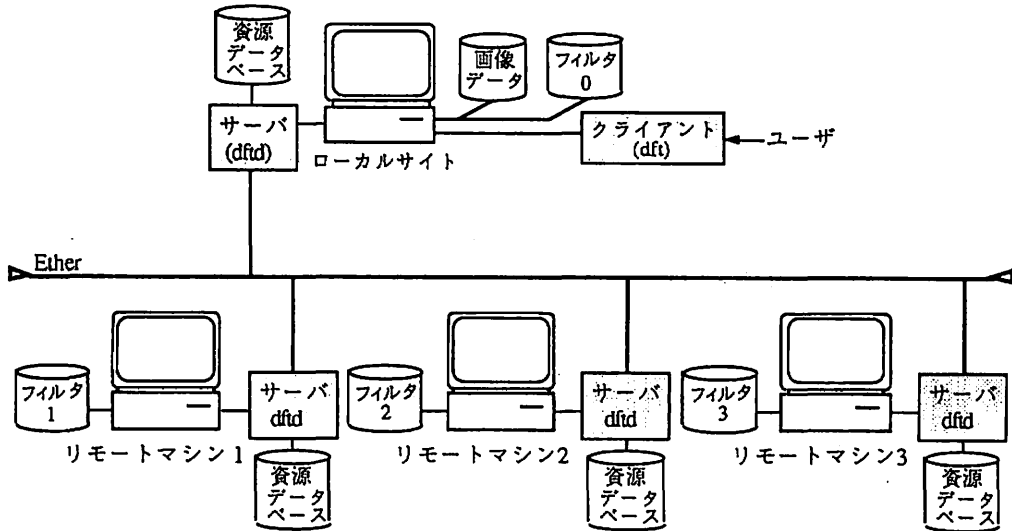 資源
データ
ベース
画像
データ
フィルタ
0
サーバ
(dftd)
ローカルサイト
クライアント
(dft)
ユーザ
Ether
フィルタ
1
サーバ
dftd
リモートマシン1
資源
データ
ベース
フィルタ
2
サーバ
dftd
リモートマシン2
資源
データ
ベース
フィルタ
3
サーバ
dftd
リモートマシン3
資源
データ
ベース